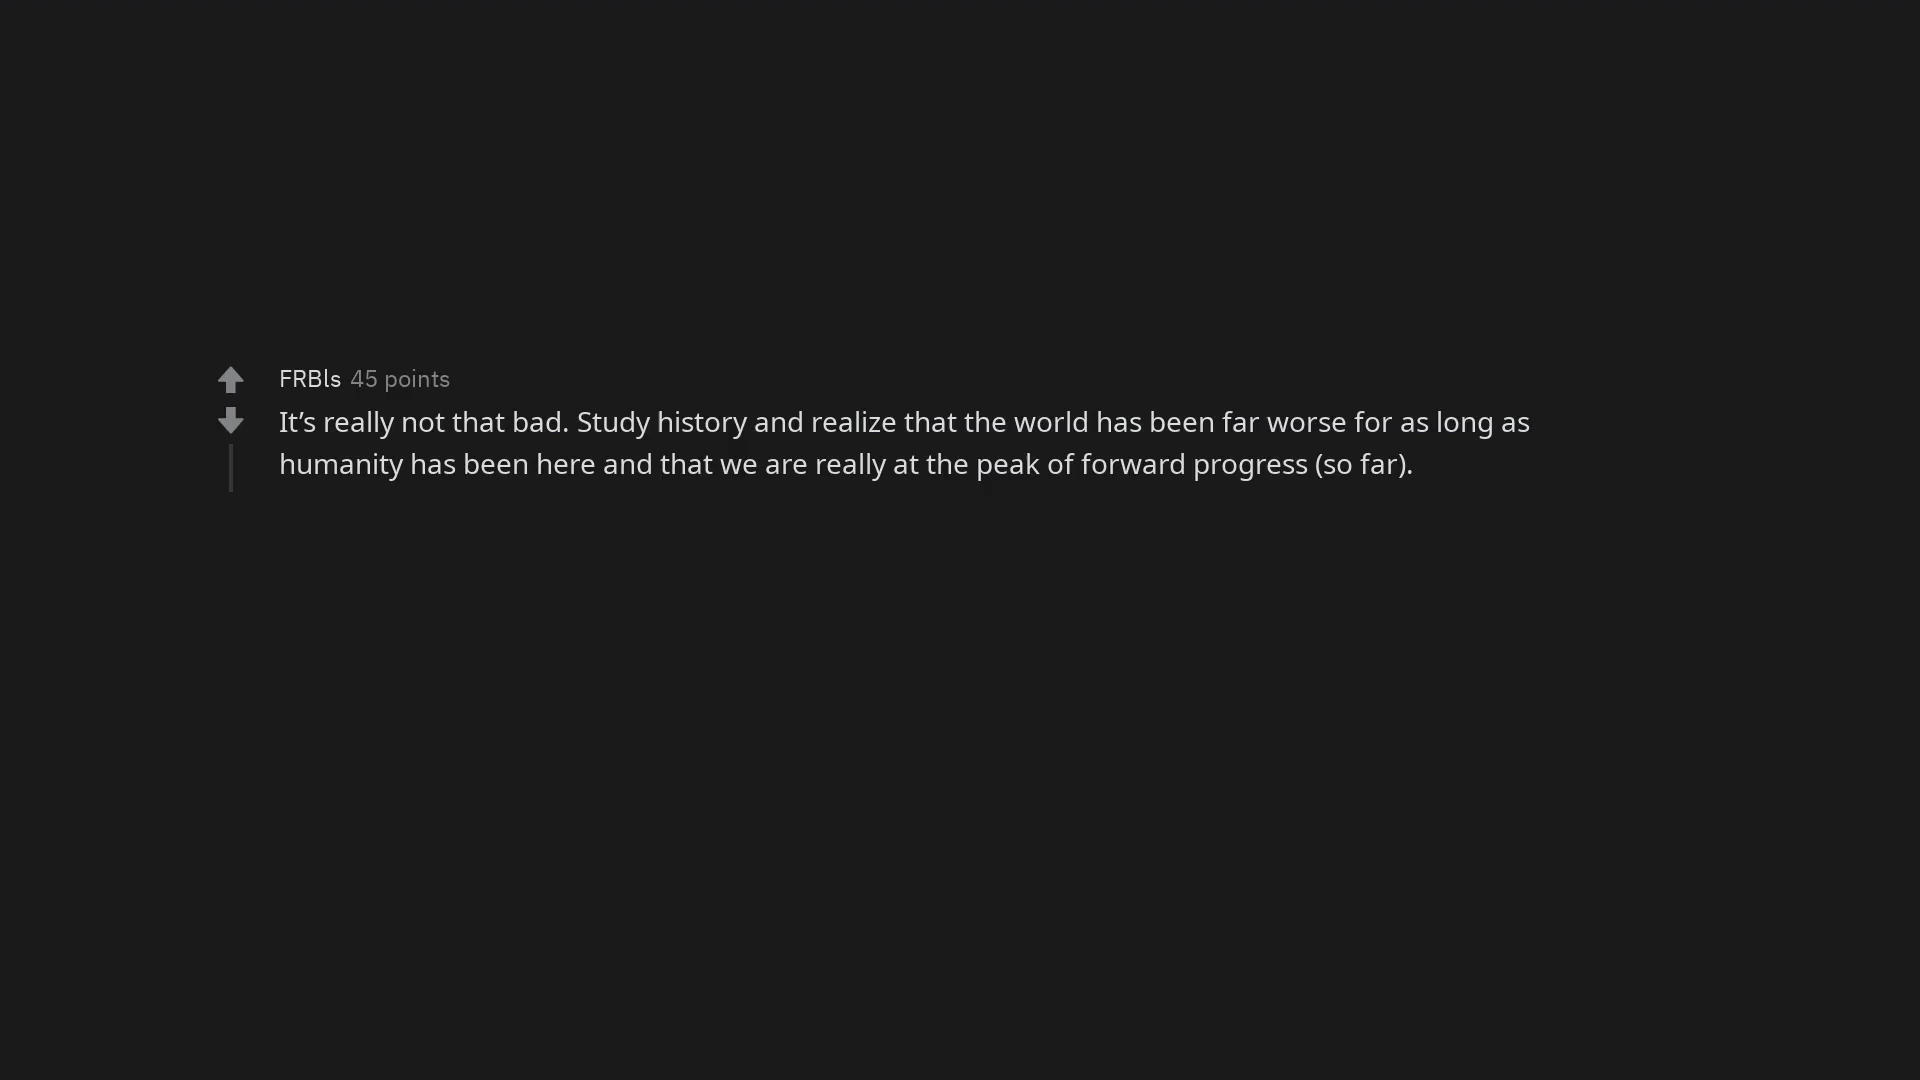 FRBls 45 points
It’s really not that bad. Study history and realize that the world has been far worse for as long as
humanity has been here and that we are really at the peak of forward progress (so far).